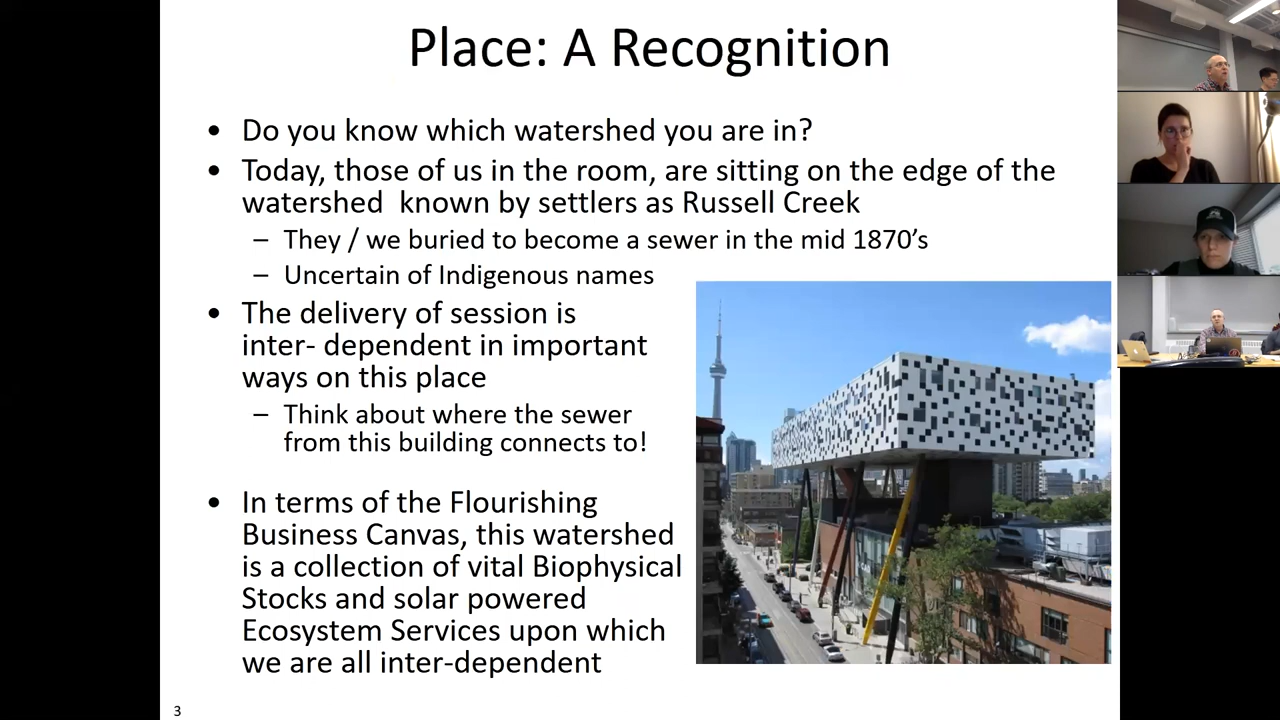 Place: A Recognition
• Do you know which watershed you are in?
• Today, those of us in the room, are sitting on the edge of the
watershed  known by settlers as Russell Creek
– They / we buried to become a sewer in the mid 1870’s
– Uncertain of Indigenous names
• The delivery of session is
inter- dependent in important
ways on this place
– Think about where the sewer
from this building connects to!
• In terms of the Flourishing
Business Canvas, this watershed
is a collection of vital Biophysical
Stocks and solar powered
Ecosystem Services upon which
we are all inter-dependent
3